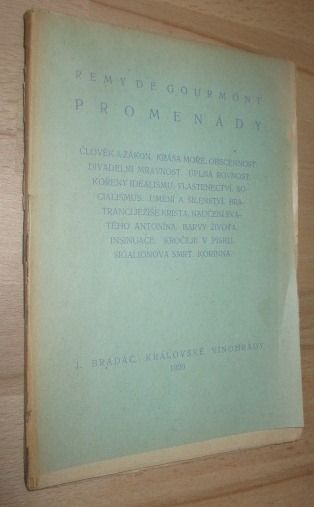 REMY DE GOURMONT
PROMENÁDY
ČLOVĚK A ZÁKON. KRÁSA MOŘE. OBSCENNOST.
DIVADELNÍ MRAVNOST. ÚPLNÁ ROVNOST.
KOŘENY IDEALISMU. VLASTENECTVÍ. SO-
CIALISMUS. UMĚNÍ A ŠÍLENSTVÍ. BRA-
TRANCI JEŽÍŠE KRISTA. NAUČENÍ SVA-
TÉHO ANTONÍNA. BARVY ŽIVOTA.
INSINUACE. KROČEJE V PÍSKU.
SIGALIONOVA SMRT. KORINNA.
J. BRADÁČ, KRÁLOVSKÉ VINOHRADY
1920